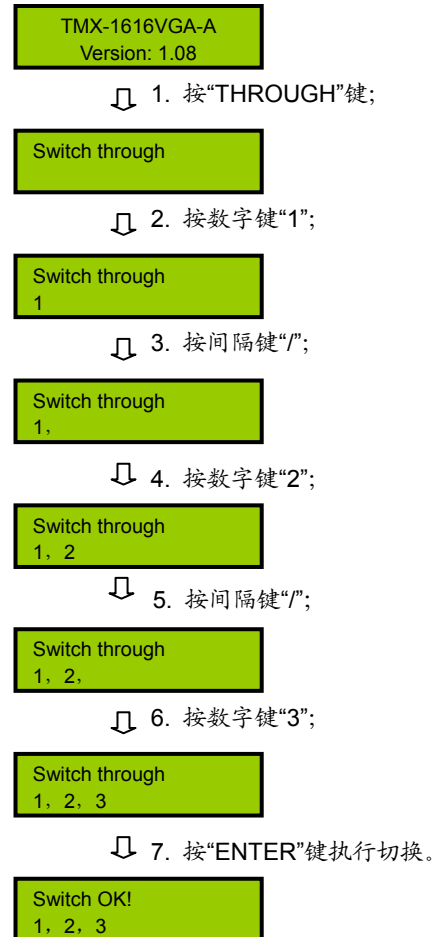 TMX-1616VGA-A
Version: 1.08
1. 按“THROUGH”键;
Switch through
2. 按数字键“1”;
Switch through
1
3. 按间隔键“/”;
Switch through
1，
4. 按数字键“2”;
Switch through
1，2
5. 按间隔键“/”;
Switch through
1，2，
6. 按数字键“3”;
Switch through
1，2，3
7. 按“ENTER”键执行切换。
Switch OK!
1，2，3